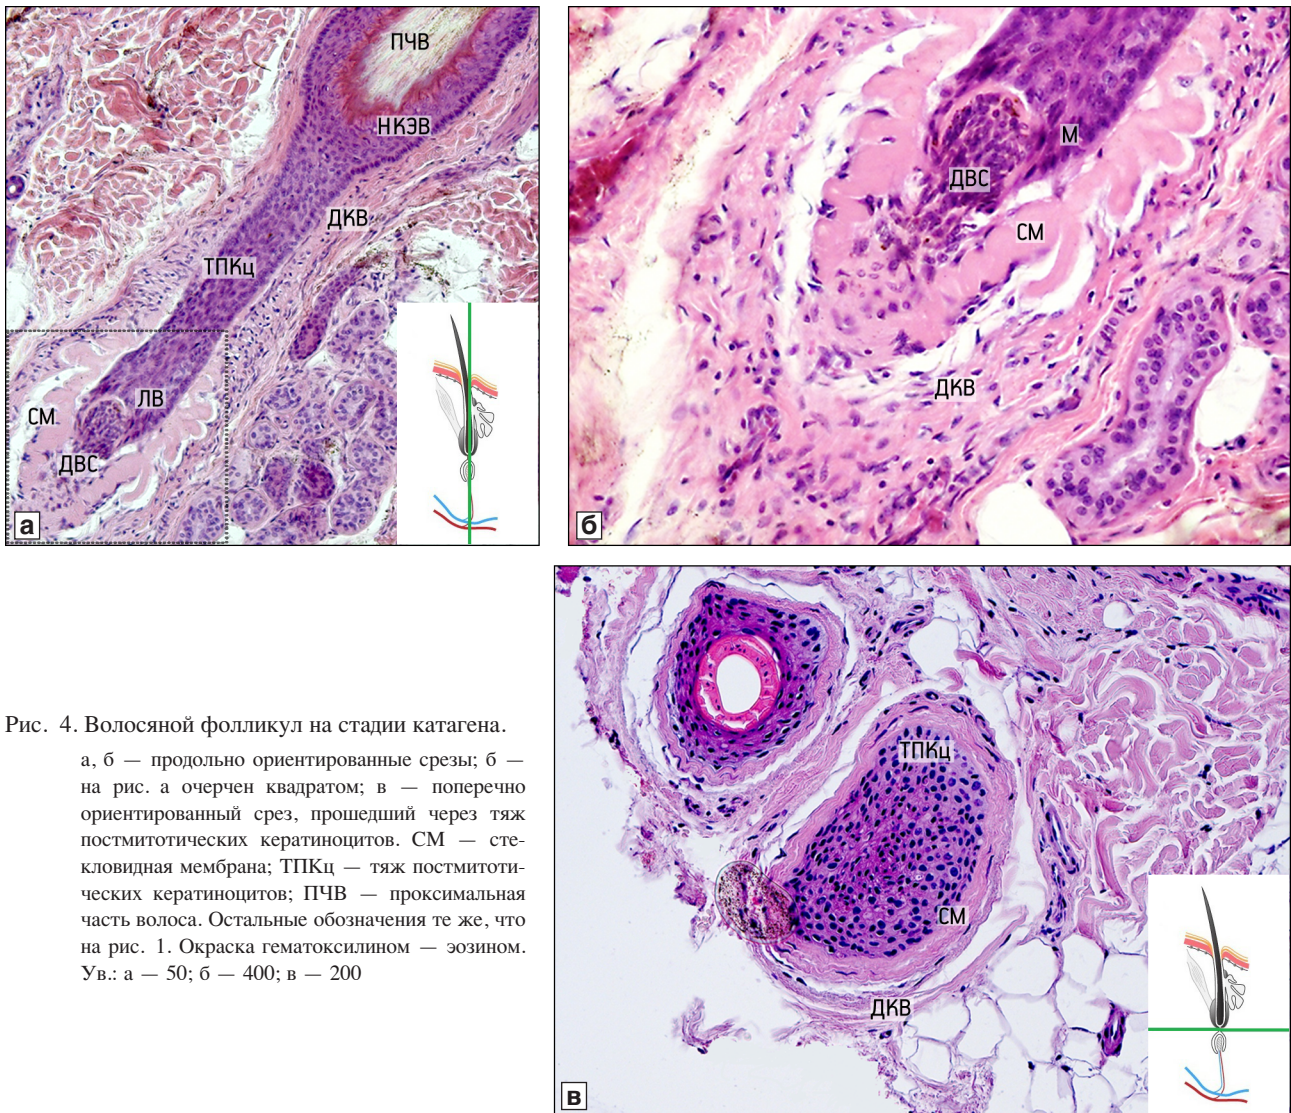 ПЧВ
НКЭВ
ДКВ
ТПКц
ЛВ
СМ
ДВС
а
М
ДВС
СМ
ДКВ
б
ТПКц
СМ
ДКВ
в
Рис. 4. Волосяной фолликул на стадии катагена.
а, б — продольно ориентированные срезы; б —
на рис. а очерчен квадратом; в — поперечно
ориентированный срез, прошедший через тяж
постмитотических кератиноцитов. СМ — сте-
кловидная мембрана; ТПКц — тяж постмитоти-
ческих кератиноцитов; ПЧВ — проксимальная
часть волоса. Остальные обозначения те же, что
на рис. 1. Окраска гематоксилином — эозином.
Ув.: а — 50; б — 400; в — 200